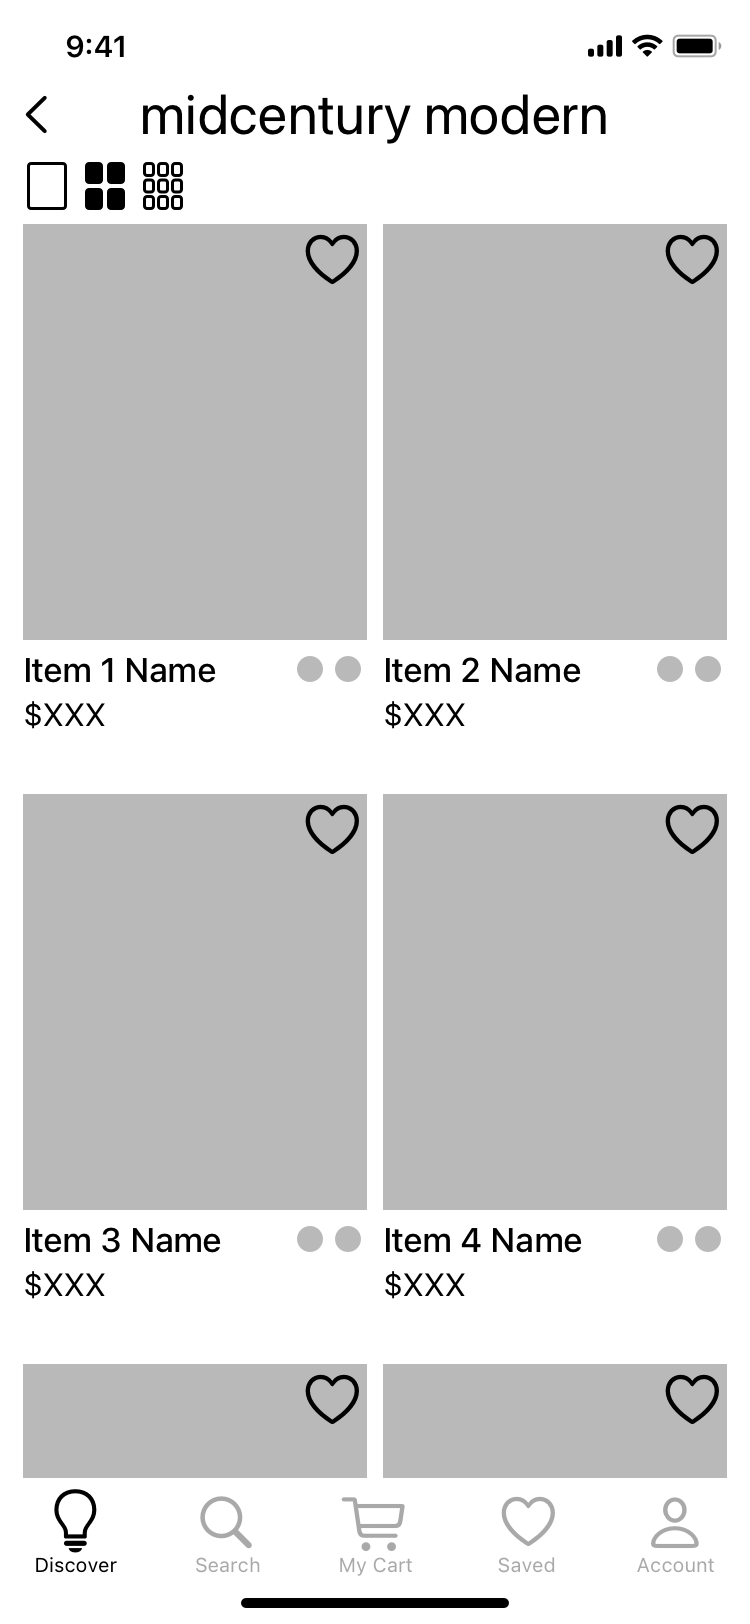 9:41
midcentury modern
Item 1 Name
$XXX
Item 2 Name
$XXX
Item 3 Name
$XXX
Item 4 Name
$XXX
Discover
Search
My Cart
Saved
Account